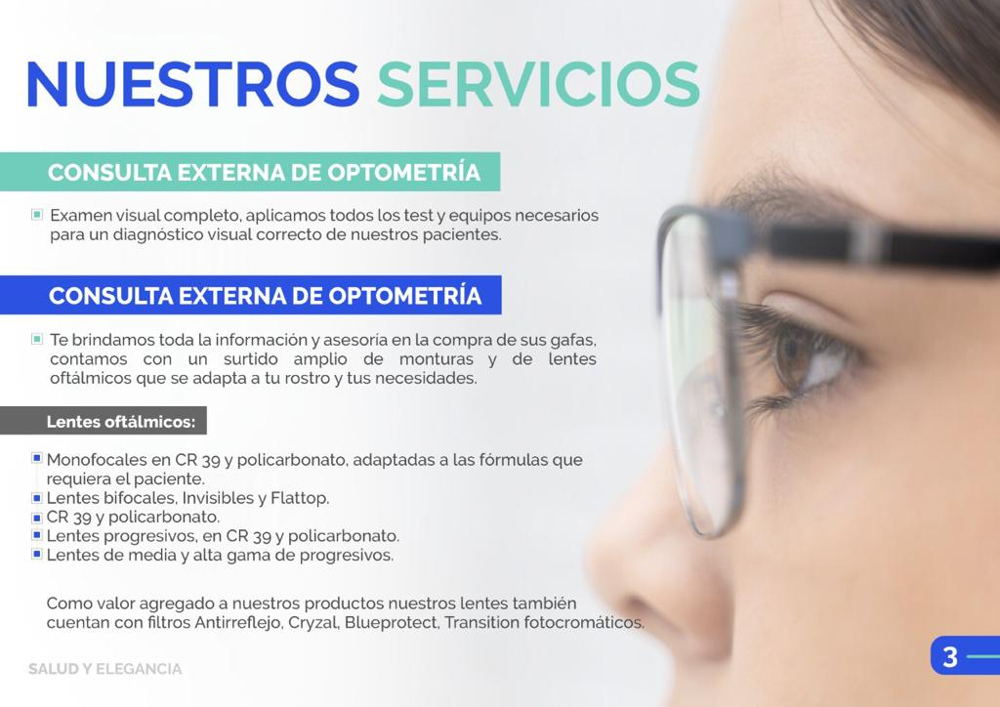 NUESTROS SERVICIOS
CONSULTA EXTERNA DE OPTOMETRÍA
Examen visual completo, aplicamos todos los test y equipos necesarios
para un diagnóstico visual correcto de nuestros pacientes.
CONSULTA EXTERNA DE OPTOMETRÍA
Te brindamos toda la información y asesoría en la compra de sus gafas,
contamos con un surtido amplio de monturas y de lentes
oftálmicos que se adapta a tu rostro y tus necesidades.
Lentes oftálmicos:
Monofocales en CR 39 y policarbonato, adaptadas a las fórmulas que
requiera el paciente.
Lentes bifocales, Invisibles y Flattop.
CR 39 y policarbonato.
Lentes progresivos, en CR 39 y policarbonato.
Lentes de media y alta gama de progresivos.
Como valor agregado a nuestros productos nuestros lentes también
cuentan con filtros Antirreflejo, Cryzal, Blueprotect, Transition fotocromáticos.
SALUD Y ELEGANCIA
3